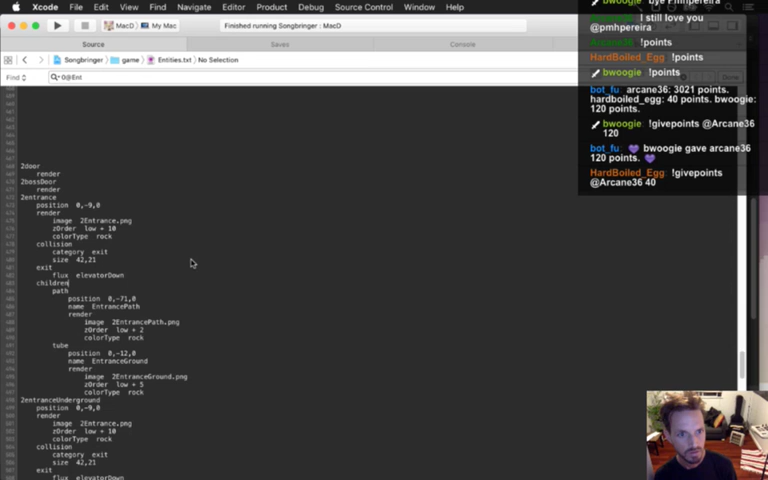 Xcode File Edit View Find Navigate Editor Product Debug Source Control Window Help
MacD
My Mac
Finished running Songbringer : MacD
Source
Saves
Console
Songbringer
game
Entities.txt
No Selection
Find
0@Ent
Done
2door
render
2bossDoor
render
2entrance
position 0,-9,0
render
image 2Entrance.png
zOrder low + 10
colorType rock
collision
category exit
size 42,21
exit
flux elevatorDown
children
path
position 0,-71,0
name EntrancePath
render
image 2EntrancePath.png
zOrder low + 2
colorType rock
tube
position 0,-12,0
name EntranceGround
render
image 2EntranceGround.png
zOrder low + 5
colorType rock
2entranceUnderground
position 0,-9,0
render
image 2Entrance.png
zOrder low + 10
colorType rock
collision
category exit
size 42,21
exit
flux elevatorDown
bwoogie bye Pmhpereira
Arcane36: I still love you
@pmhpereira
Arcane36: !points
HardBoiled_Egg: !points
bwoogie !points
bot_fu: arcane36: 3021 points.
hardboiled_egg: 40 points. bwoogie:
120 points.
bwoogie !givepoints @Arcane36
120
bot_fu: 💜 bwoogie gave arcane36
120 points. 💜
HardBoiled_Egg: !givepoints
@Arcane36 40